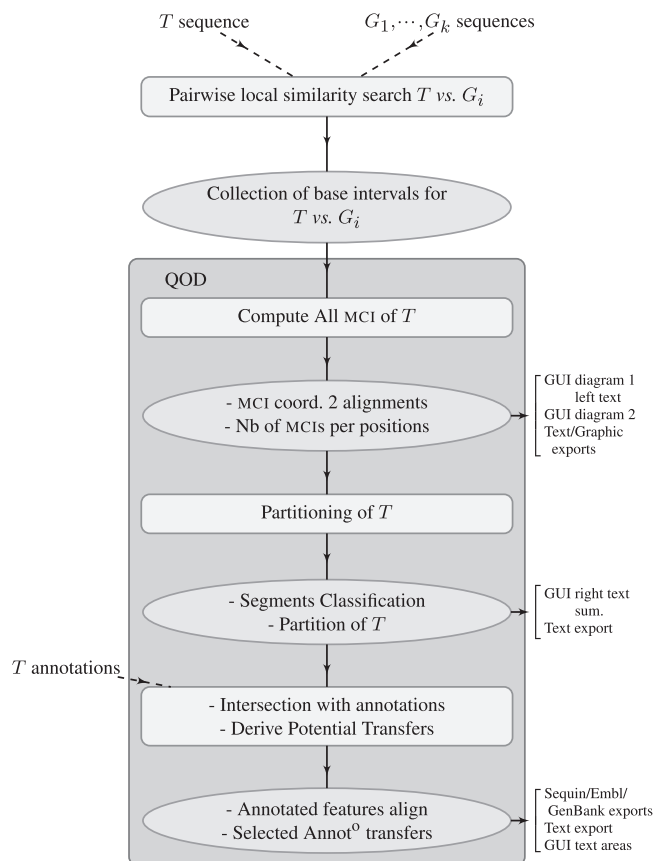 T sequence
G1,···,Gk sequences
Pairwise local similarity search T vs. Gi
Collection of base intervals for
T vs. Gi
QOD
Compute All MCI of T
- MCI coord. 2 alignments
- Nb of MCIs per positions
GUI diagram 1
left text
GUI diagram 2
Text/Graphic
exports
Partitioning of T
- Segments Classification
- Partition of T
GUI right text
sum.
Text export
T annotations
- Intersection with annotations
- Derive Potential Transfers
- Annotated features align
- Selected Annotᵒ transfers
Sequin/Embl/
GenBank exports
Text export
GUI text areas